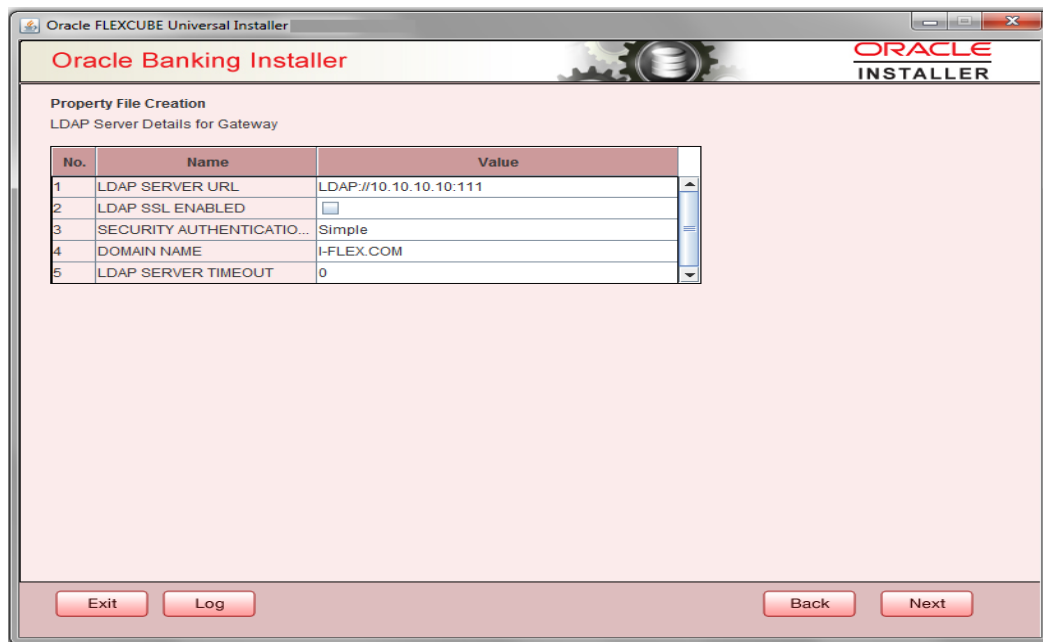 Oracle FLEXCUBE Universal Installer
Oracle Banking Installer
ORACLE
INSTALLER
Property File Creation
LDAP Server Details for Gateway
No. Name Value
1 LDAP SERVER URL LDAP://10.10.10.10:111
2 LDAP SSL ENABLED
3 SECURITY AUTHENTICATIO... Simple
4 DOMAIN NAME I-FLEX.COM
5 LDAP SERVER TIMEOUT 0
Exit Log Back Next